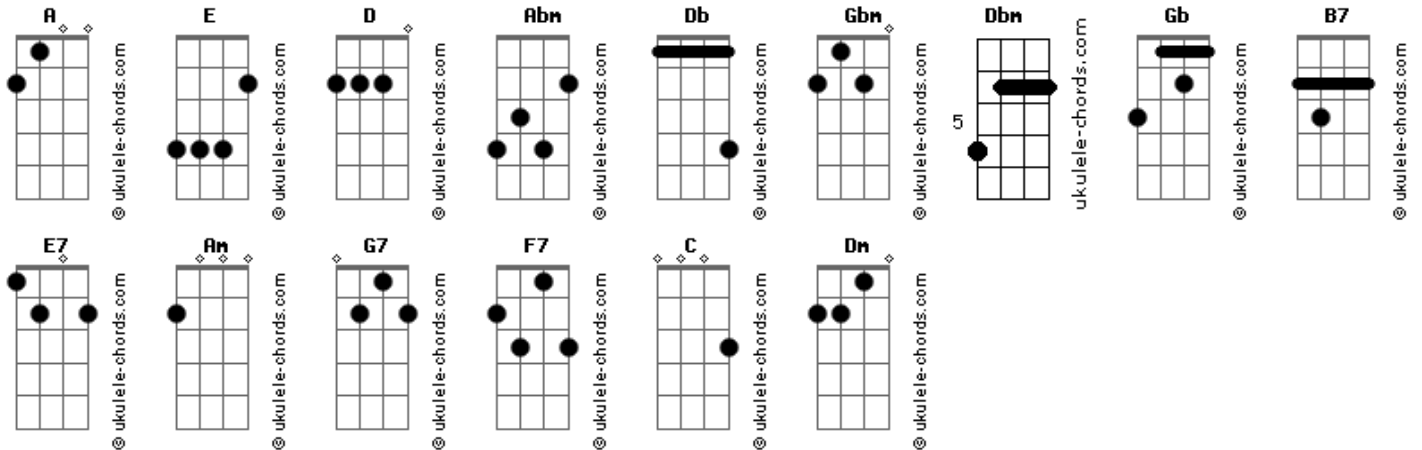 A E D Abm Db Gbm Dbm Gb B7
© ukulele-chords.com © ukulele-chords.com © ukulele-chords.com © ukulele-chords.com © ukulele-chords.com © ukulele-chords.com ukulele-chords.com © ukulele-chords.com © ukulele-chords.com
5
E7 Am G7 F7 C Dm
© ukulele-chords.com © ukulele-chords.com © ukulele-chords.com © ukulele-chords.com © ukulele-chords.com © ukulele-chords.com